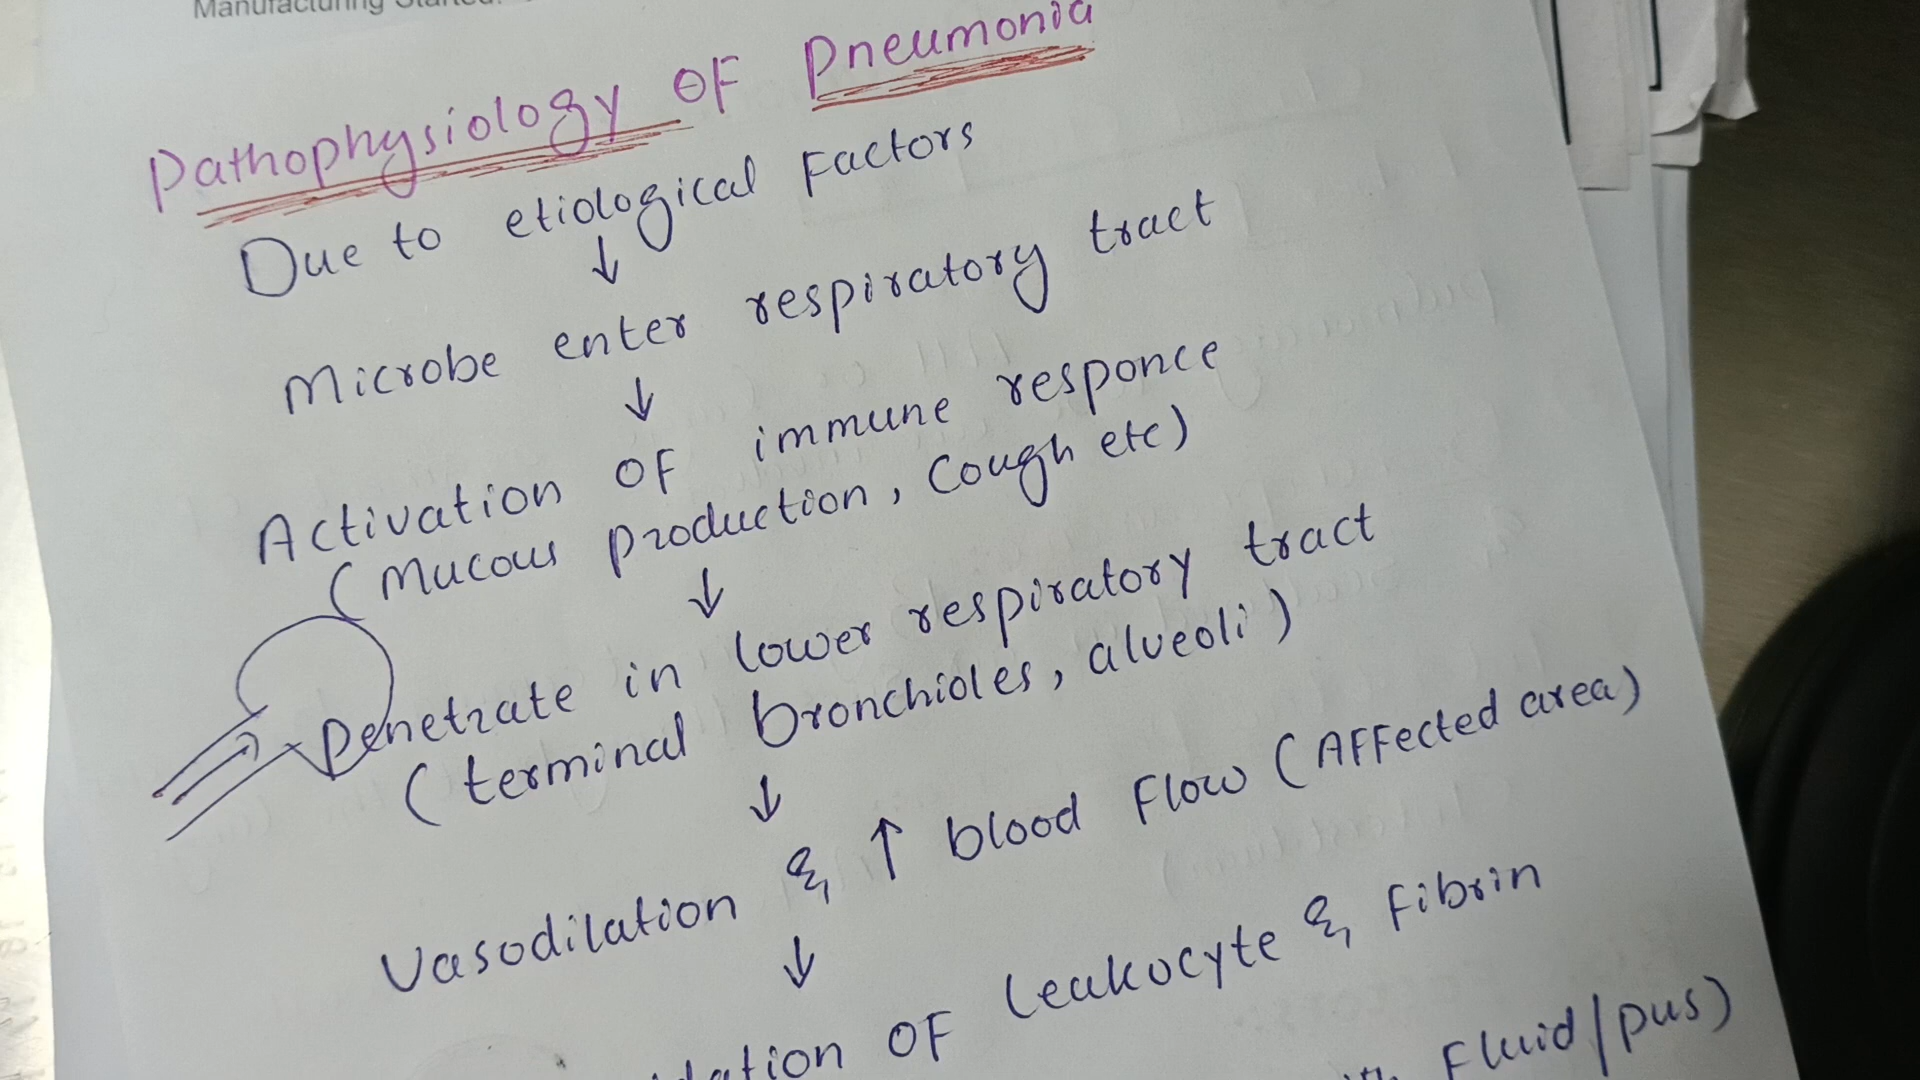 Pathophysiology OF Pneumonia
Due to etiological Factors
↓
Microbe enter respiratory tract
↓
Activation OF immune responce
(Mucous production, Cough etc)
↓
Penetrate in lower respiratory tract
(terminal bronchioles, alveoli)
↓
Vasodilation & ↑ blood Flow (AFFected area)
↓
OF Leukocyte & Fibrin
Fluid/pus)